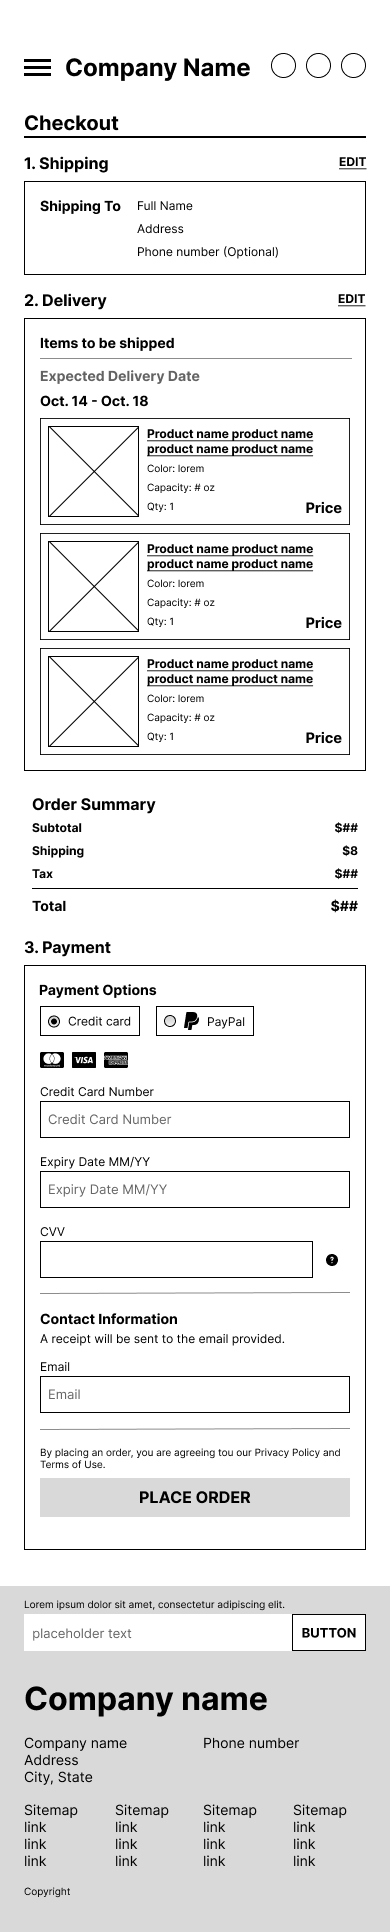 Company Name
Checkout
1. Shipping EDIT
Shipping To Full Name
Address
Phone number (Optional)
2. Delivery EDIT
Items to be shipped
Expected Delivery Date
Oct. 14 - Oct. 18
Product name product name
product name product name
Color: lorem
Capacity: # oz
Qty: 1 Price
Product name product name
product name product name
Color: lorem
Capacity: # oz
Qty: 1 Price
Product name product name
product name product name
Color: lorem
Capacity: # oz
Qty: 1 Price
Order Summary
Subtotal $##
Shipping $8
Tax $##
Total $##
3. Payment
Payment Options
Credit card PayPal
VISA
Credit Card Number
Credit Card Number
Expiry Date MM/YY
Expiry Date MM/YY
CVV
?
Contact Information
A receipt will be sent to the email provided.
Email
Email
By placing an order, you are agreeing tou our Privacy Policy and
Terms of Use.
PLACE ORDER
Lorem ipsum dolor sit amet, consectetur adipiscing elit.
placeholder text BUTTON
Company name
Company name Phone number
Address
City, State
Sitemap Sitemap Sitemap Sitemap
link link link link
link link link link
link link link link
Copyright